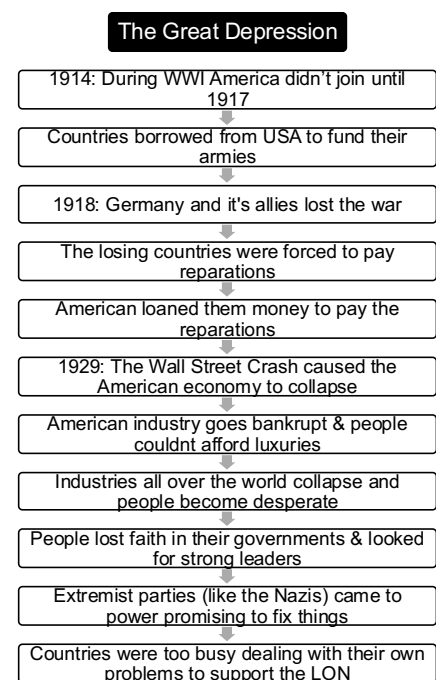 The Great Depression
1914: During WWI America didn't join until
1917
Countries borrowed from USA to fund their
armies
1918: Germany and it's allies lost the war
The losing countries were forced to pay
reparations
American loaned them money to pay the
reparations
1929: The Wall Street Crash caused the
American economy to collapse
American industry goes bankrupt & people
couldnt afford luxuries
Industries all over the world collapse and
people become desperate
People lost faith in their governments & looked
for strong leaders
Extremist parties (like the Nazis) came to
power promising to fix things
Countries were too busy dealing with their own
problems to support the LON